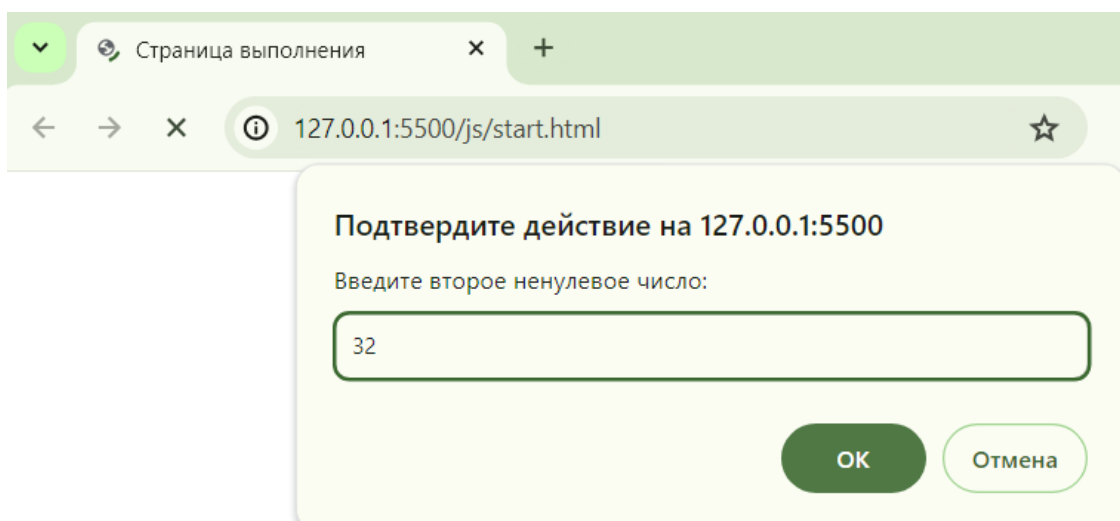 Страница выполнения
127.0.0.1:5500/js/start.html
Подтвердите действие на 127.0.0.1:5500
Введите второе ненулевое число:
32
ОК Отмена